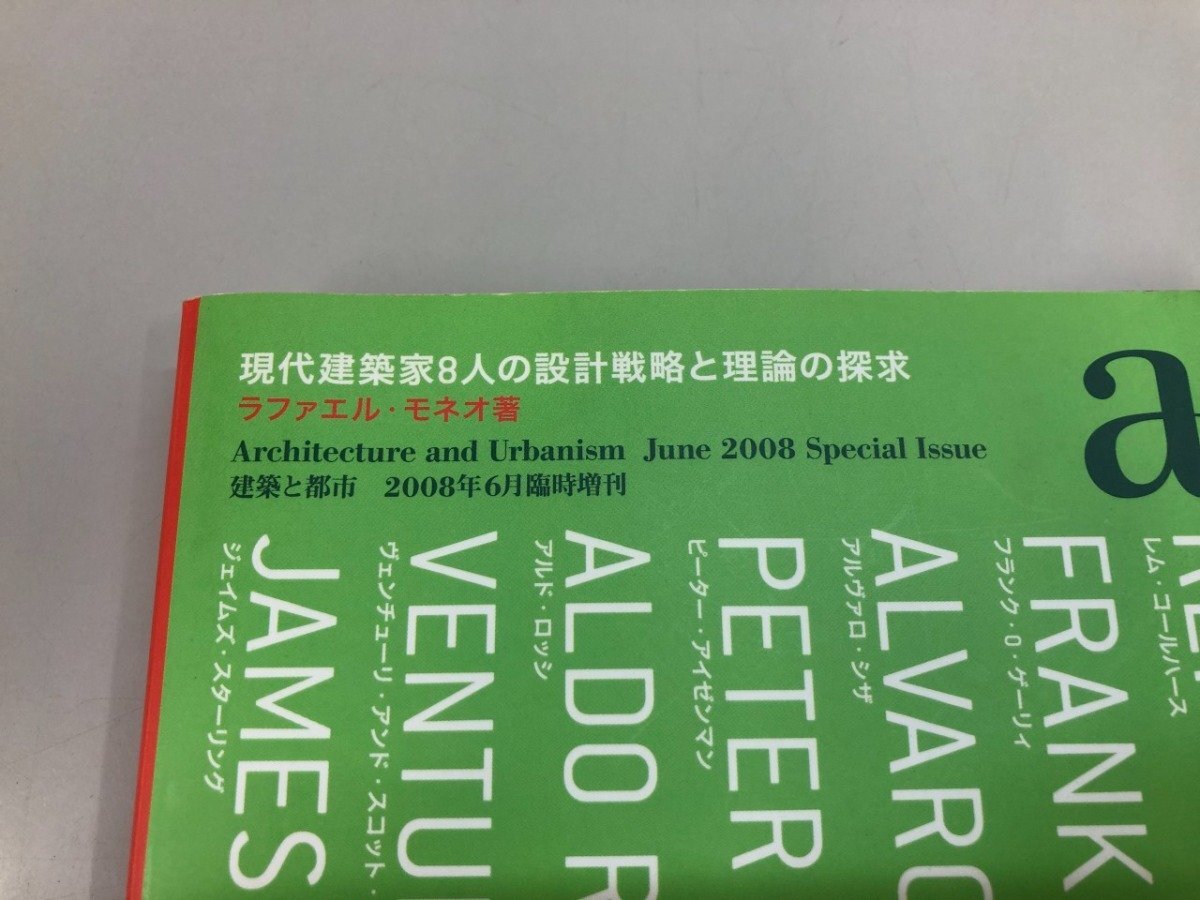 現代建築家8人の設計戦略と理論の探求
ラファエル・モネオ著
Architecture and Urbanism June 2008 Special Issue
建築と都市 2008年6月臨時増刊
a
JAMES
ジェイムズ・スターリング
VENTU
ヴェンチューリ・アンド・スコット・
ALDO R
アルド・ロッシ
PETER
ピーター・アイゼンマン
ALVARO
アルヴァロ・シザ
FRANK
フランク・O・ゲーリィ
レム・コールハース